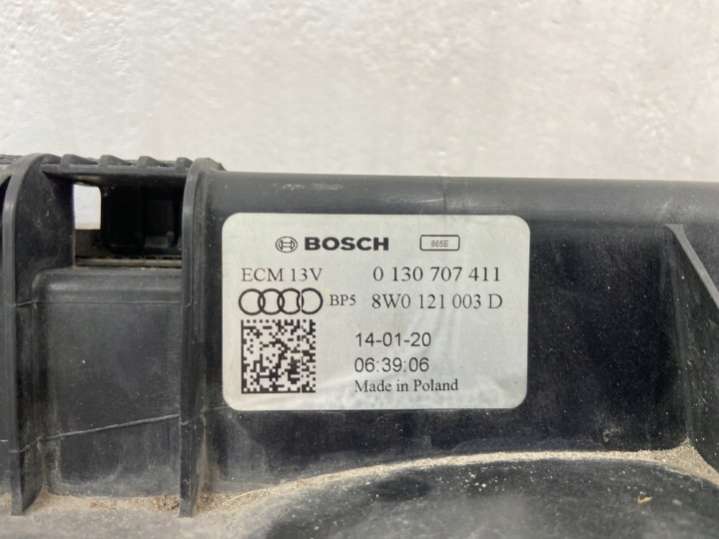 BOSCH 865E
ECM 13V 0 130 707 411
BP5 8W0 121 003 D
14-01-20
06:39:06
Made in Poland